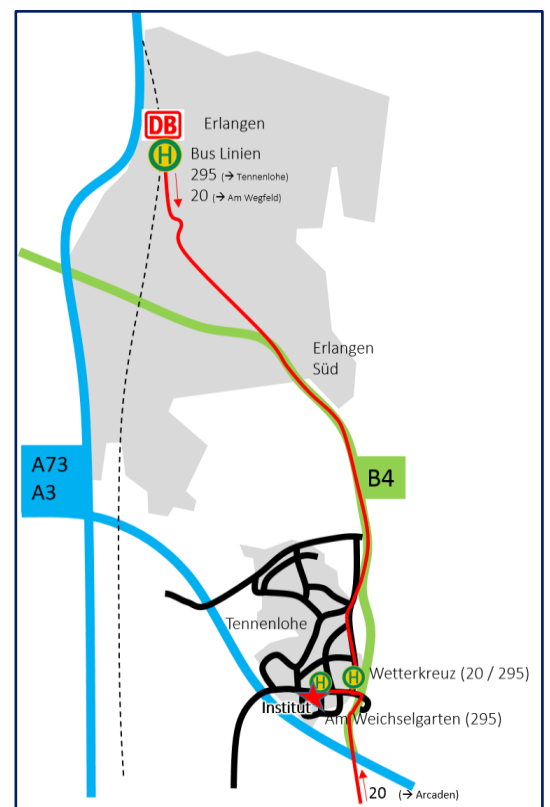 DB
Erlangen
H
Bus Linien
295 (→ Tennenlohe)
20 (→ Am Wegfeld)
Erlangen
Süd
A73
A3
B4
Tennenlohe
H
H
Wetterkreuz (20 / 295)
Institut
Am Weichselgarten (295)
20 (→ Arcaden)